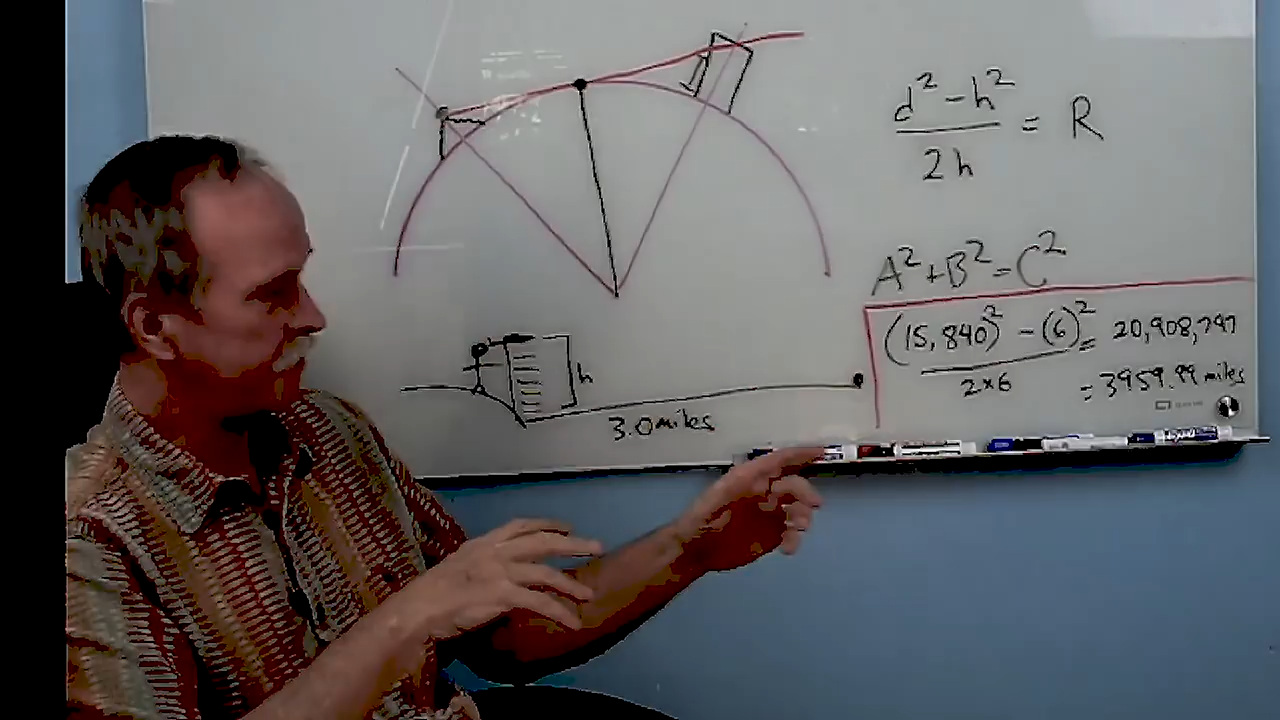 d² - h²
2h
= R
A² + B² = C²
(15,840)² - (6)² = 20,908,797
2×6
= 3959.99 miles
h
3.0 miles